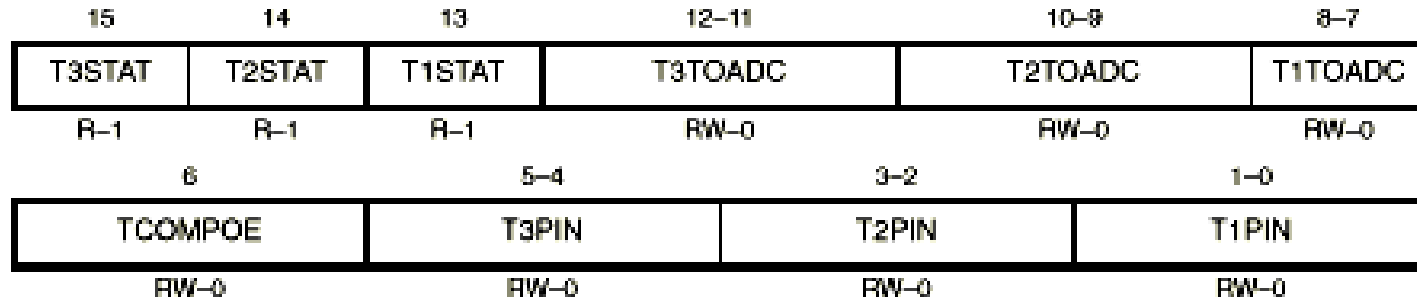 15 14 13 12–11 10–9 8–7
T3STAT T2STAT T1STAT T3TOADC T2TOADC T1TOADC
R–1 R–1 R–1 RW–0 RW–0 RW–0
6 5–4 3–2 1–0
TCOMPOE T3PIN T2PIN T1PIN
RW–0 RW–0 RW–0 RW–0